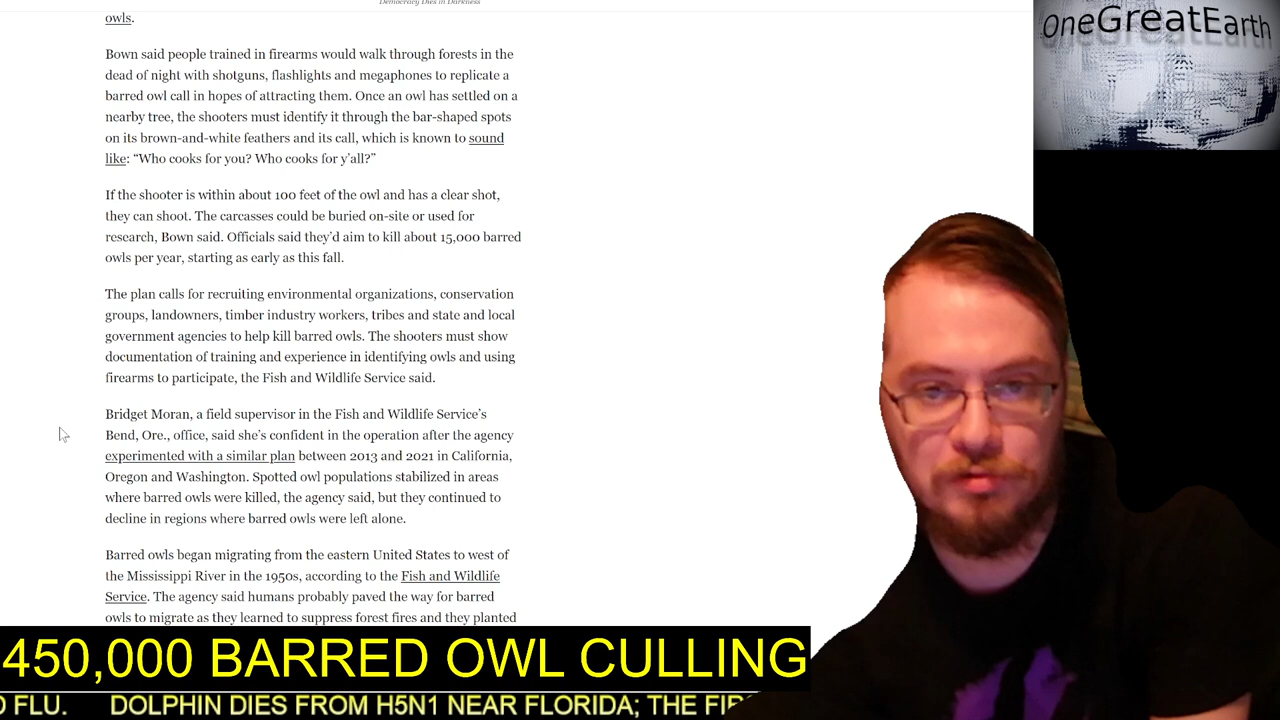 Democracy Dies in Darkness
OneGreatEarth
owls.
Bown said people trained in firearms would walk through forests in the
dead of night with shotguns, flashlights and megaphones to replicate a
barred owl call in hopes of attracting them. Once an owl has settled on a
nearby tree, the shooters must identify it through the bar-shaped spots
on its brown-and-white feathers and its call, which is known to sound
like: “Who cooks for you? Who cooks for y’all?”
If the shooter is within about 100 feet of the owl and has a clear shot,
they can shoot. The carcasses could be buried on-site or used for
research, Bown said. Officials said they’d aim to kill about 15,000 barred
owls per year, starting as early as this fall.
The plan calls for recruiting environmental organizations, conservation
groups, landowners, timber industry workers, tribes and state and local
government agencies to help kill barred owls. The shooters must show
documentation of training and experience in identifying owls and using
firearms to participate, the Fish and Wildlife Service said.
Bridget Moran, a field supervisor in the Fish and Wildlife Service’s
Bend, Ore., office, said she’s confident in the operation after the agency
experimented with a similar plan between 2013 and 2021 in California,
Oregon and Washington. Spotted owl populations stabilized in areas
where barred owls were killed, the agency said, but they continued to
decline in regions where barred owls were left alone.
Barred owls began migrating from the eastern United States to west of
the Mississippi River in the 1950s, according to the Fish and Wildlife
Service. The agency said humans probably paved the way for barred
owls to migrate as they learned to suppress forest fires and they planted
450,000 BARRED OWL CULLING
FLU. DOLPHIN DIES FROM H5N1 NEAR FLORIDA; THE